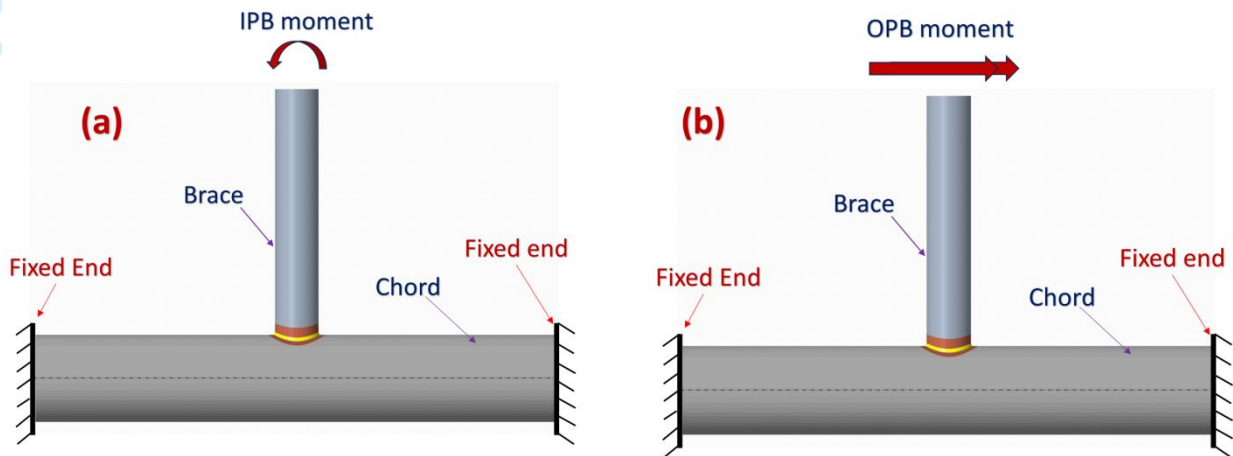 IPB moment
(a)
Brace
Fixed End
Fixed end
Chord
OPB moment
(b)
Brace
Fixed End
Fixed end
Chord